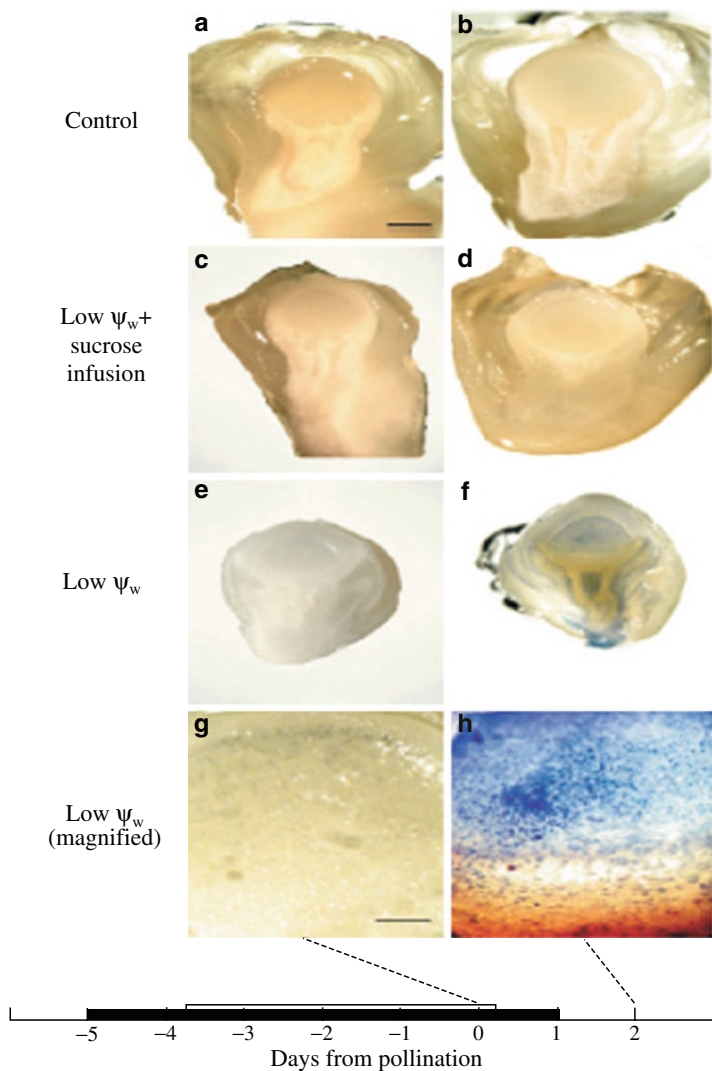 a
b
Control
c
d
Low ψw+
sucrose
infusion
e
f
Low ψw
g
h
Low ψw
(magnified)
−5 −4 −3 −2 −1 0 1 2
Days from pollination